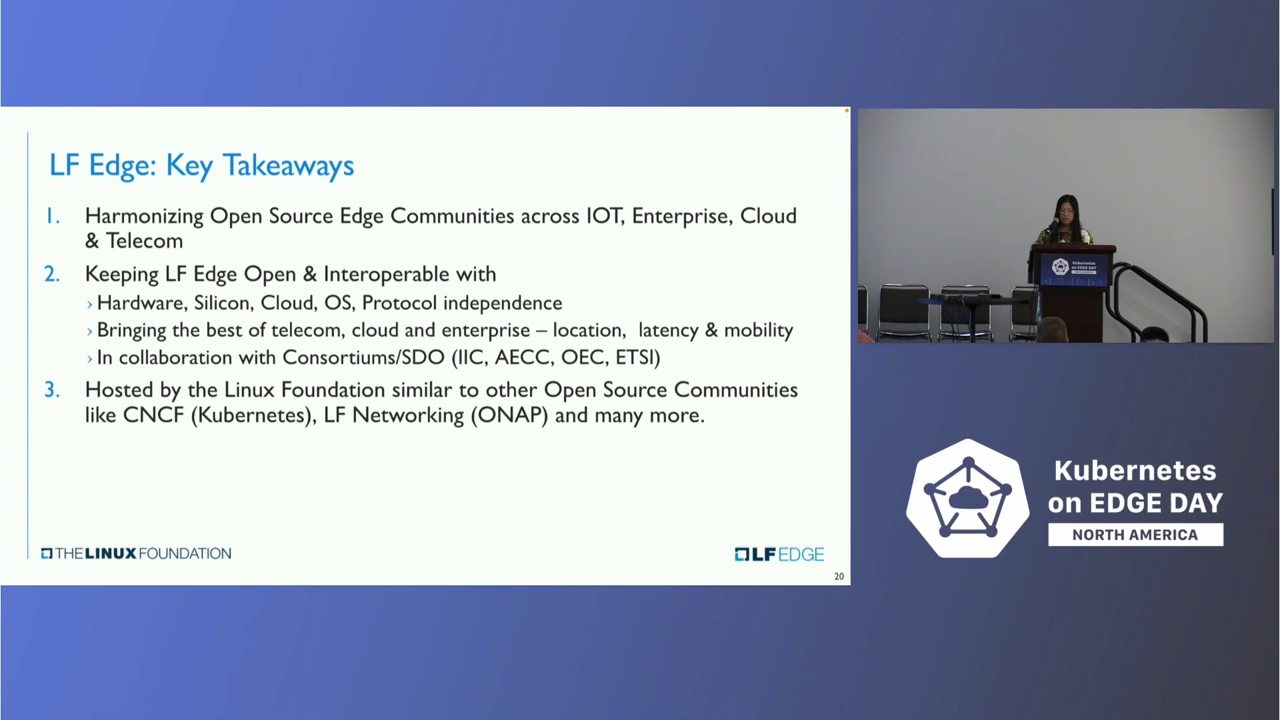 LF Edge: Key Takeaways
1. Harmonizing Open Source Edge Communities across IOT, Enterprise, Cloud
& Telecom
2. Keeping LF Edge Open & Interoperable with
› Hardware, Silicon, Cloud, OS, Protocol independence
› Bringing the best of telecom, cloud and enterprise – location, latency & mobility
› In collaboration with Consortiums/SDO (IIC, AECC, OEC, ETSI)
3. Hosted by the Linux Foundation similar to other Open Source Communities
like CNCF (Kubernetes), LF Networking (ONAP) and many more.
THE LINUX FOUNDATION
LF EDGE
20
Kubernetes
on EDGE DAY
Kubernetes
on EDGE DAY
NORTH AMERICA